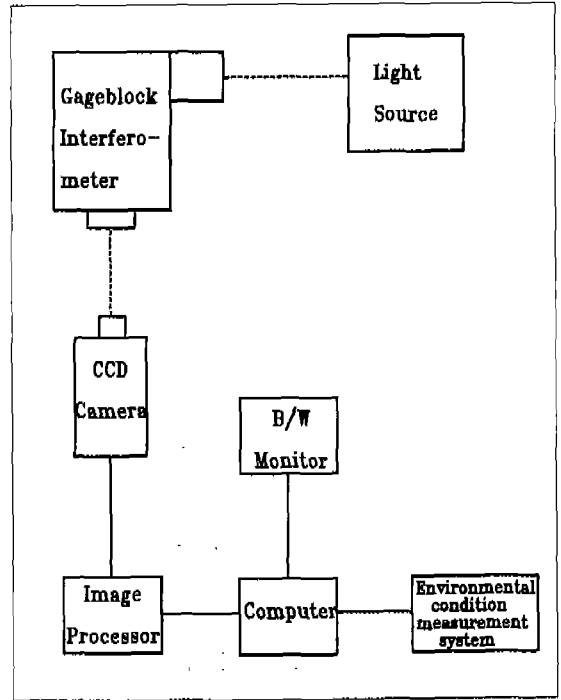 Gageblock
Interfero-
meter
Light
Source
CCD
Camera
B/W
Monitor
Image
Processor
Computer
Environmental
condition
measurement
system